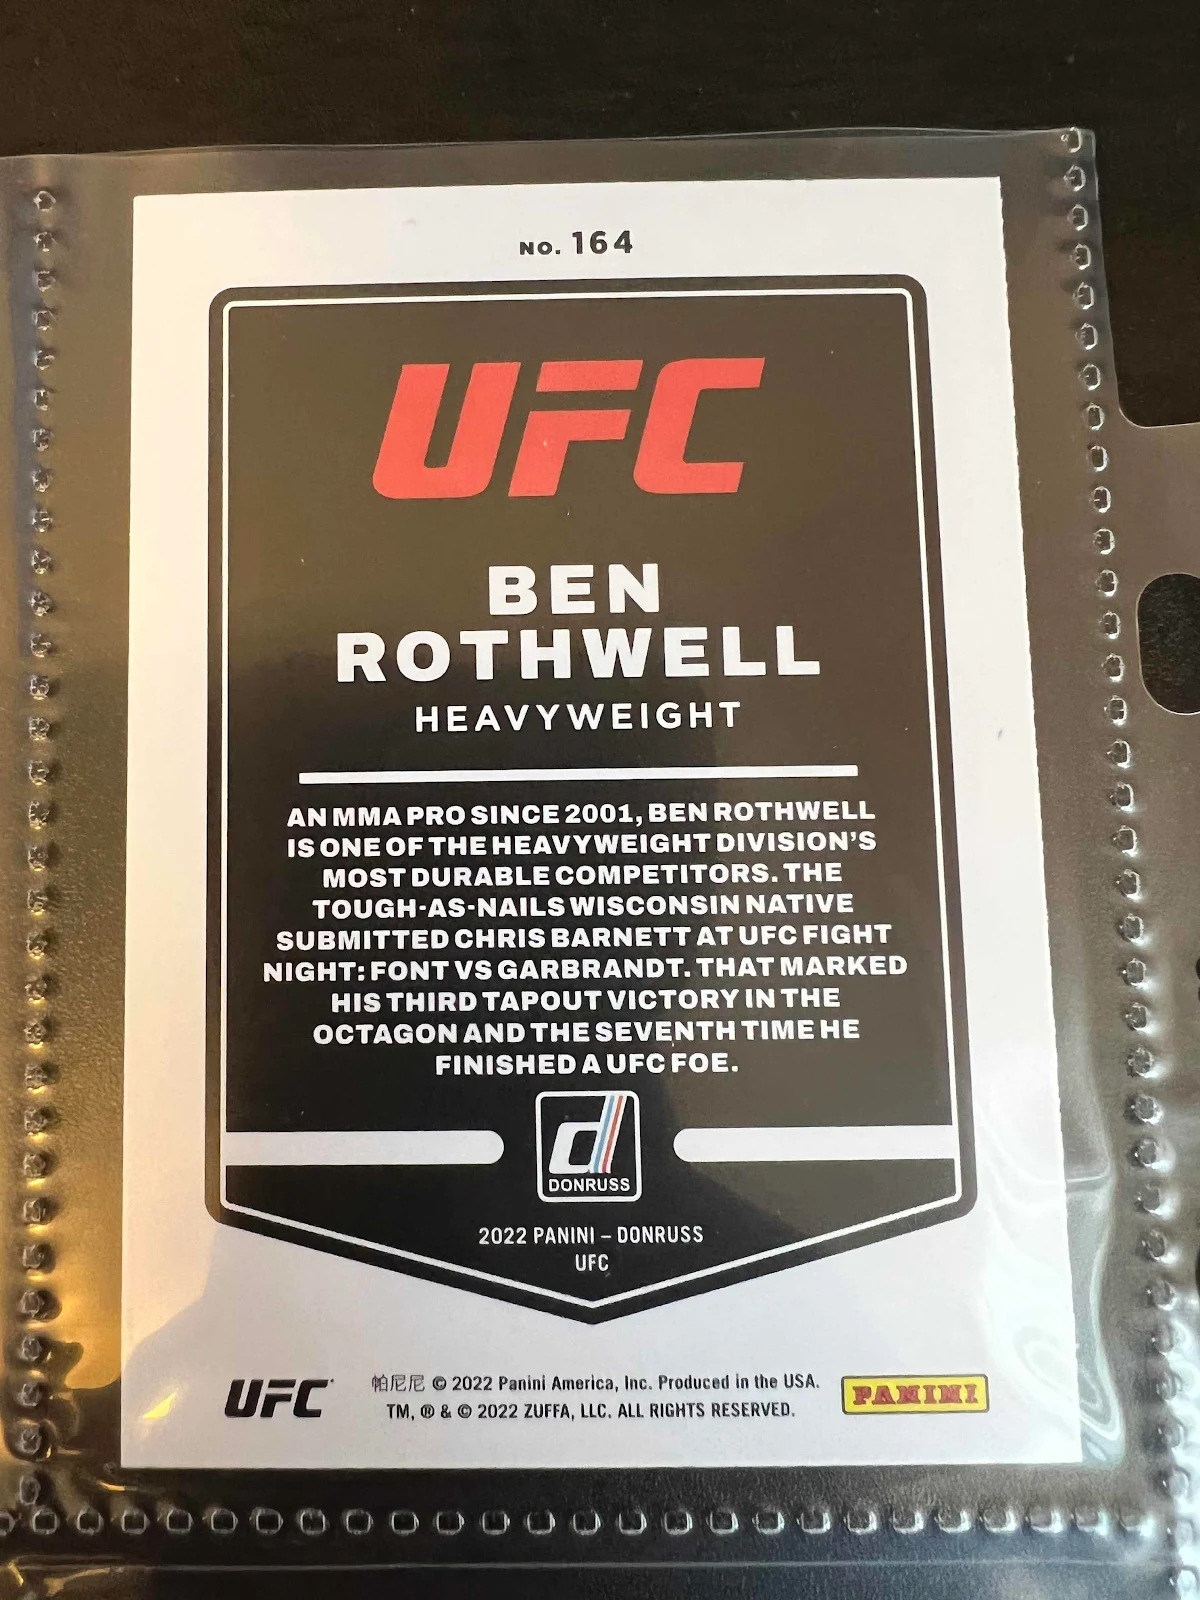 NO. 164
UFC
BEN
ROTHWELL
HEAVYWEIGHT
AN MMA PRO SINCE 2001, BEN ROTHWELL
IS ONE OF THE HEAVYWEIGHT DIVISION'S
MOST DURABLE COMPETITORS. THE
TOUGH-AS-NAILS WISCONSIN NATIVE
SUBMITTED CHRIS BARNETT AT UFC FIGHT
NIGHT: FONT VS GARBRANDT. THAT MARKED
HIS THIRD TAPOUT VICTORY IN THE
OCTAGON AND THE SEVENTH TIME HE
FINISHED A UFC FOE.
d
DONRUSS
2022 PANINI – DONRUSS
UFC
UFC
帕尼尼 © 2022 Panini America, Inc. Produced in the USA.
TM, ® & © 2022 ZUFFA, LLC. ALL RIGHTS RESERVED.
PANINI